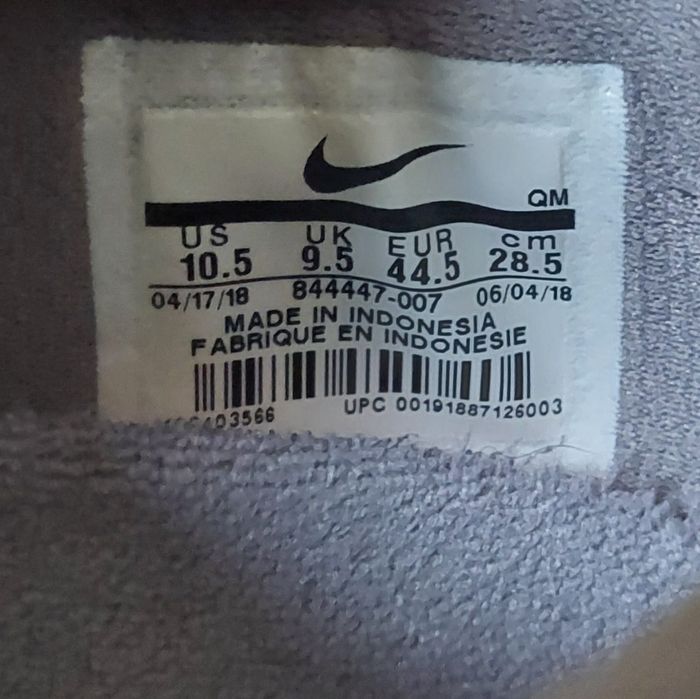 QM
US UK EUR cm
10.5 9.5 44.5 28.5
04/17/18 844447-007 06/04/18
MADE IN INDONESIA
FABRIQUE EN INDONESIE
UPC 00191887126003